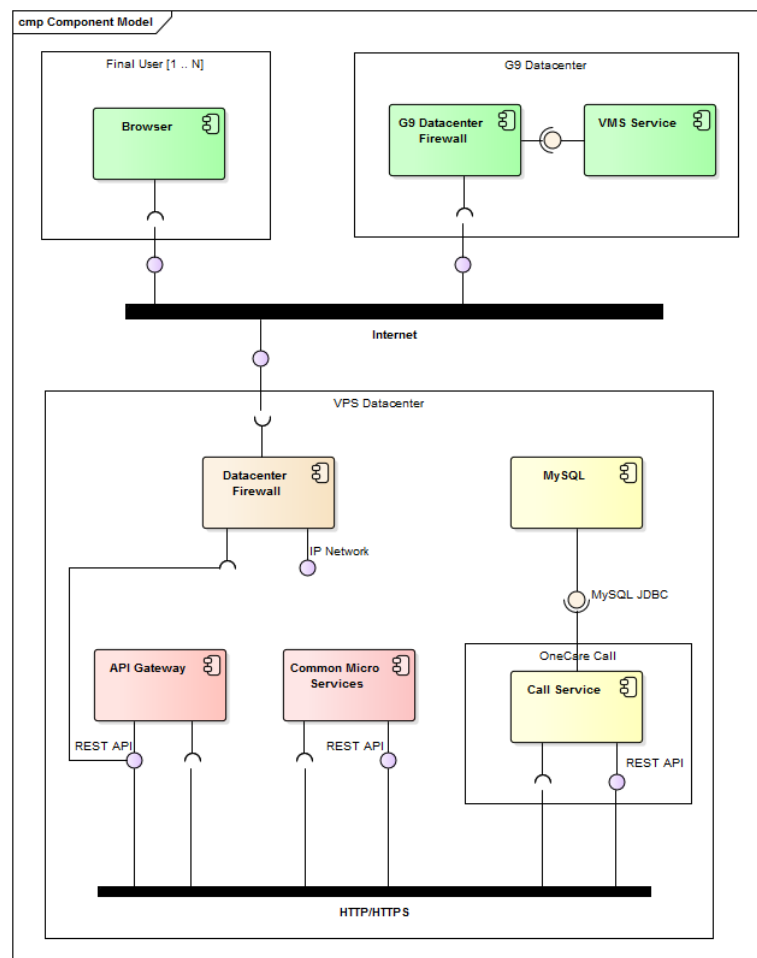 cmp Component Model
Final User [1 .. N]
G9 Datacenter
Browser
G9 Datacenter
Firewall
VMS Service
Internet
VPS Datacenter
Datacenter
Firewall
MySQL
IP Network
MySQL JDBC
OneCare Call
API Gateway
Common Micro
Services
Call Service
REST API
REST API
REST API
HTTP/HTTPS